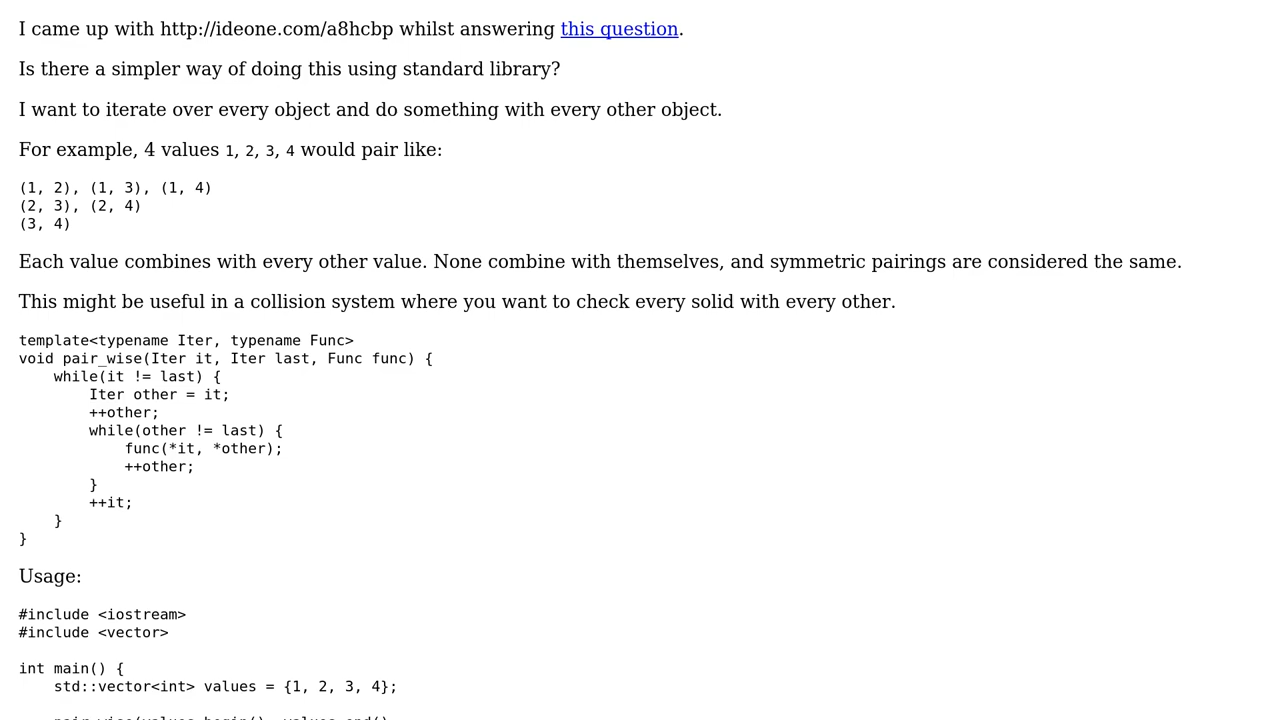 I came up with http://ideone.com/a8hcbp whilst answering this question.
Is there a simpler way of doing this using standard library?
I want to iterate over every object and do something with every other object.
For example, 4 values 1, 2, 3, 4 would pair like:
(1, 2), (1, 3), (1, 4)
(2, 3), (2, 4)
(3, 4)
Each value combines with every other value. None combine with themselves, and symmetric pairings are considered the same.
This might be useful in a collision system where you want to check every solid with every other.
template<typename Iter, typename Func>
void pair_wise(Iter it, Iter last, Func func) {
    while(it != last) {
        Iter other = it;
        ++other;
        while(other != last) {
            func(*it, *other);
            ++other;
        }
        ++it;
    }
}
Usage:
#include <iostream>
#include <vector>
int main() {
    std::vector<int> values = {1, 2, 3, 4};
    pair_wise(values.begin(), values.end(),